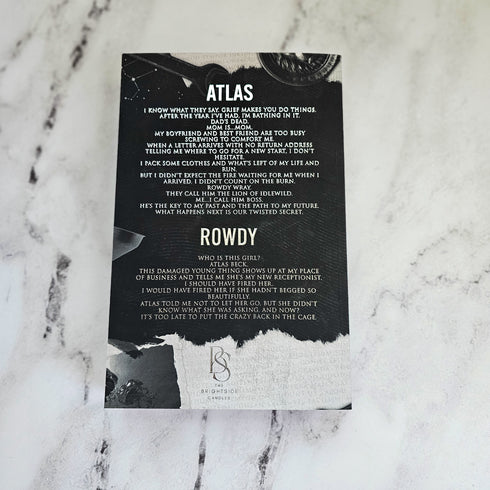 ATLAS
I KNOW WHAT THEY SAY. GRIEF MAKES YOU DO THINGS.
AFTER THE YEAR I'VE HAD, I'M BATHING IN IT.
DAD'S DEAD.
MOM IS...MOM.
MY BOYFRIEND AND BEST FRIEND ARE TOO BUSY
SCREWING TO COMFORT ME.
WHEN A LETTER ARRIVES WITH NO RETURN ADDRESS
TELLING ME WHERE TO GO FOR A NEW START, I DON'T
HESITATE.
I PACK SOME CLOTHES AND WHAT'S LEFT OF MY LIFE AND
RUN.
BUT I DIDN'T EXPECT THE FIRE WAITING FOR ME WHEN I
ARRIVED. I DIDN'T COUNT ON THE BURN.
ROWDY WRAY.
THEY CALL HIM THE LION OF IDLEWILD.
ME...I CALL HIM BOSS.
HE'S THE KEY TO MY PAST AND THE PATH TO MY FUTURE.
WHAT HAPPENS NEXT IS OUR TWISTED SECRET.
ROWDY
WHO IS THIS GIRL?
ATLAS BECK.
THIS DAMAGED YOUNG THING SHOWS UP AT MY PLACE
OF BUSINESS AND TELLS ME SHE'S MY NEW RECEPTIONIST.
I SHOULD HAVE FIRED HER.
I WOULD HAVE FIRED HER IF SHE HADN'T BEGGED SO
BEAUTIFULLY.
ATLAS TOLD ME NOT TO LET HER GO, BUT SHE DIDN'T
KNOW WHAT SHE WAS ASKING. AND NOW?
IT'S TOO LATE TO PUT THE CRAZY BACK IN THE CAGE.
BS
THE
BRIGHTSIDE
CANDLES